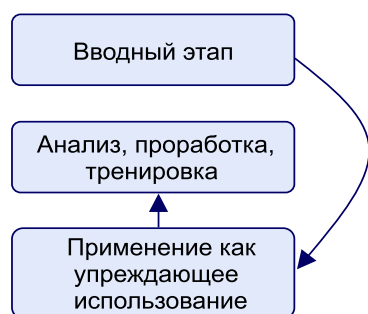 Вводный этап
Анализ, проработка,
тренировка
Применение как
упреждающее
использование